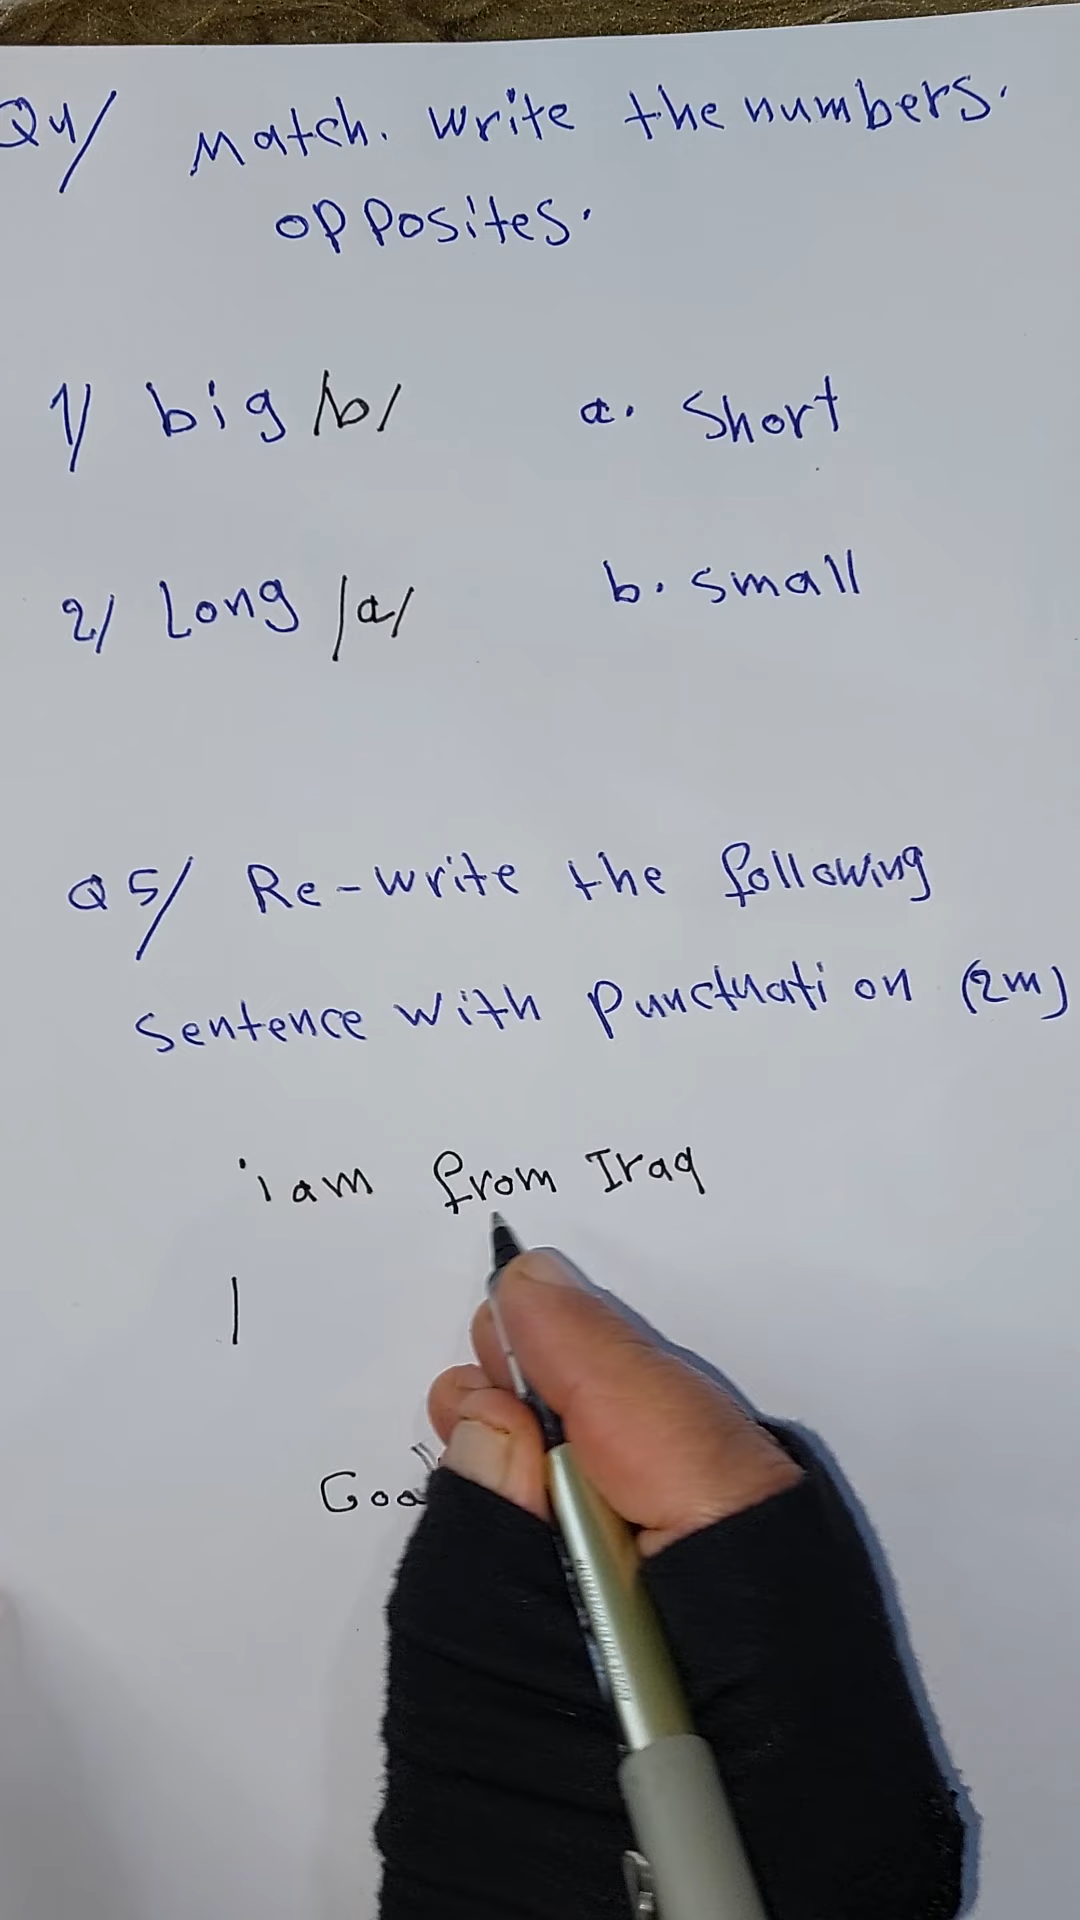 Q4/ Match. Write the numbers.
opposites.
1/ big /b/ a. Short
2/ Long /a/ b. small
Q5/ Re-write the following
sentence with punctuation (2m)
i am from Iraq
I